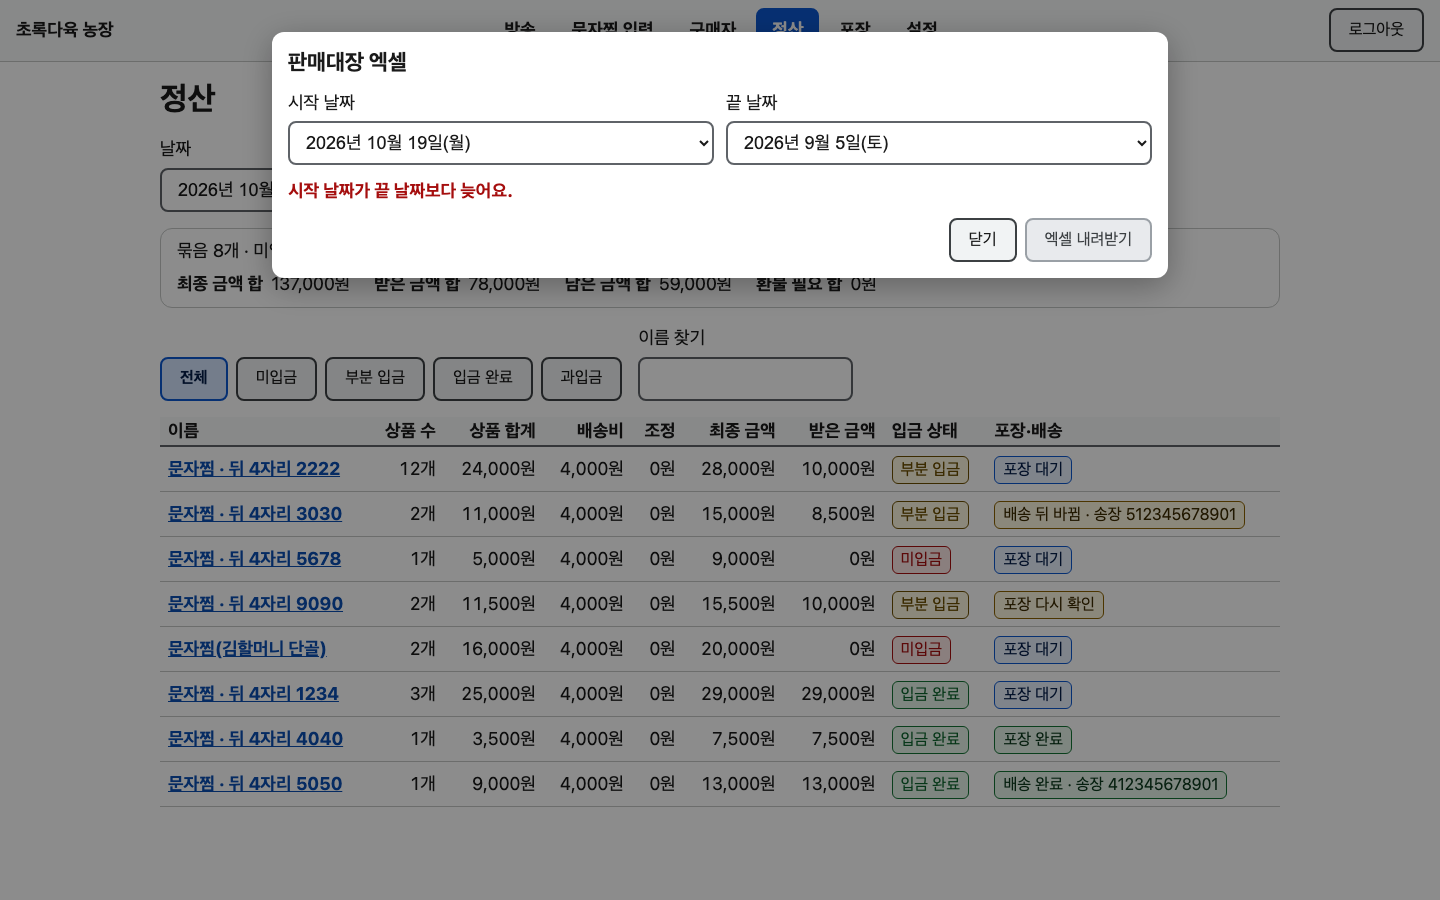 초록다육 농장
방송 문자찜 입력 구매자 정산 포장 설정
로그아웃
판매대장 엑셀
시작 날짜 끝 날짜
2026년 10월 19일(월) 2026년 9월 5일(토)
시작 날짜가 끝 날짜보다 늦어요.
닫기 엑셀 내려받기
정산
날짜
2026년 10월
묶음 8개 · 미
최종 금액 합 137,000원 받은 금액 합 78,000원 남은 금액 합 59,000원 환불 필요 합 0원
이름 찾기
전체 미입금 부분 입금 입금 완료 과입금
이름 상품 수 상품 합계 배송비 조정 최종 금액 받은 금액 입금 상태 포장·배송
문자찜 · 뒤 4자리 2222 12개 24,000원 4,000원 0원 28,000원 10,000원 부분 입금 포장 대기
문자찜 · 뒤 4자리 3030 2개 11,000원 4,000원 0원 15,000원 8,500원 부분 입금 배송 뒤 바뀜 · 송장 512345678901
문자찜 · 뒤 4자리 5678 1개 5,000원 4,000원 0원 9,000원 0원 미입금 포장 대기
문자찜 · 뒤 4자리 9090 2개 11,500원 4,000원 0원 15,500원 10,000원 부분 입금 포장 다시 확인
문자찜(김할머니 단골) 2개 16,000원 4,000원 0원 20,000원 0원 미입금 포장 대기
문자찜 · 뒤 4자리 1234 3개 25,000원 4,000원 0원 29,000원 29,000원 입금 완료 포장 대기
문자찜 · 뒤 4자리 4040 1개 3,500원 4,000원 0원 7,500원 7,500원 입금 완료 포장 완료
문자찜 · 뒤 4자리 5050 1개 9,000원 4,000원 0원 13,000원 13,000원 입금 완료 배송 완료 · 송장 412345678901